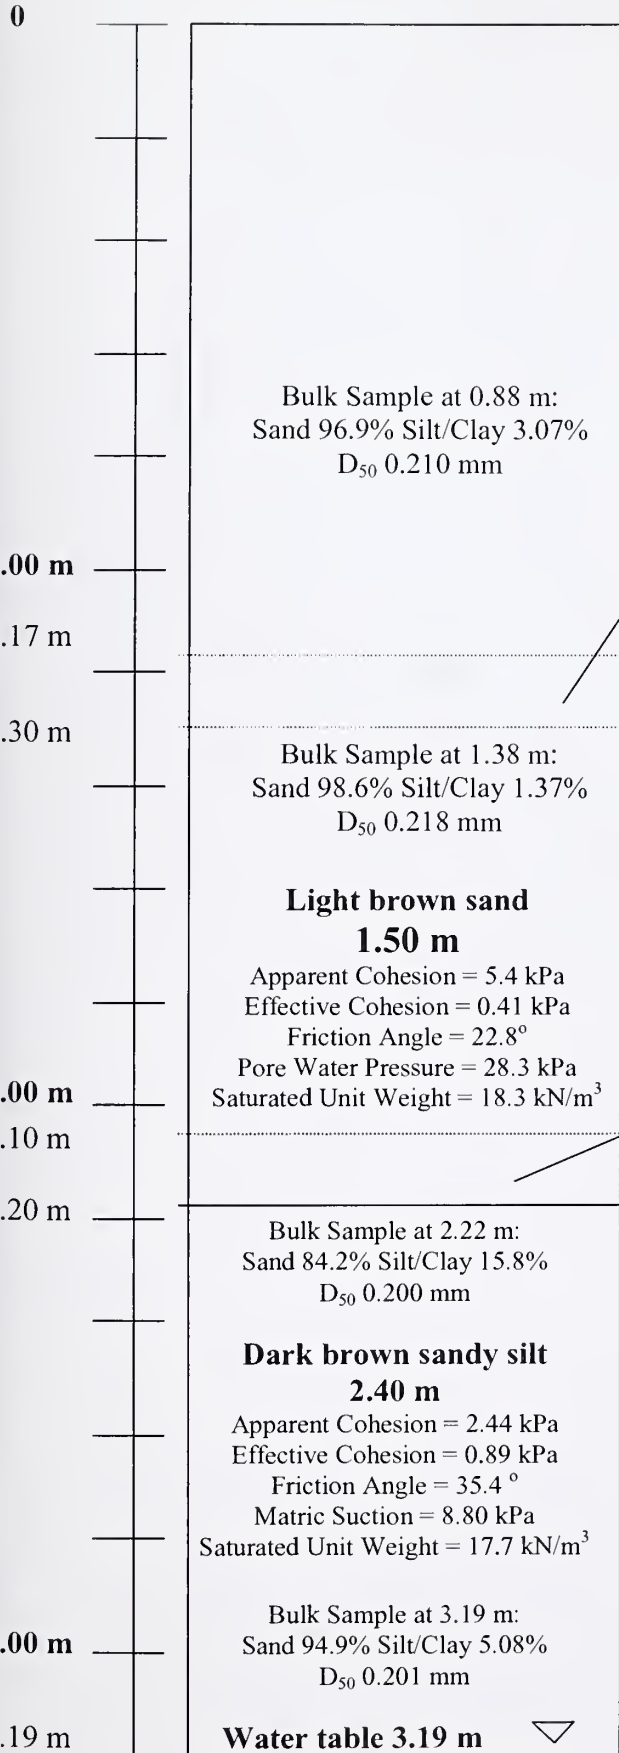 0
Bulk Sample at 0.88 m:
Sand 96.9% Silt/Clay 3.07%
D₅₀ 0.210 mm
.00 m
.17 m
.30 m
Bulk Sample at 1.38 m:
Sand 98.6% Silt/Clay 1.37%
D₅₀ 0.218 mm
Light brown sand
1.50 m
Apparent Cohesion = 5.4 kPa
Effective Cohesion = 0.41 kPa
Friction Angle = 22.8°
Pore Water Pressure = 28.3 kPa
.00 m
Saturated Unit Weight = 18.3 kN/m³
.10 m
.20 m
Bulk Sample at 2.22 m:
Sand 84.2% Silt/Clay 15.8%
D₅₀ 0.200 mm
Dark brown sandy silt
2.40 m
Apparent Cohesion = 2.44 kPa
Effective Cohesion = 0.89 kPa
Friction Angle = 35.4 °
Matric Suction = 8.80 kPa
Saturated Unit Weight = 17.7 kN/m³
Bulk Sample at 3.19 m:
.00 m
Sand 94.9% Silt/Clay 5.08%
D₅₀ 0.201 mm
.19 m
Water table 3.19 m